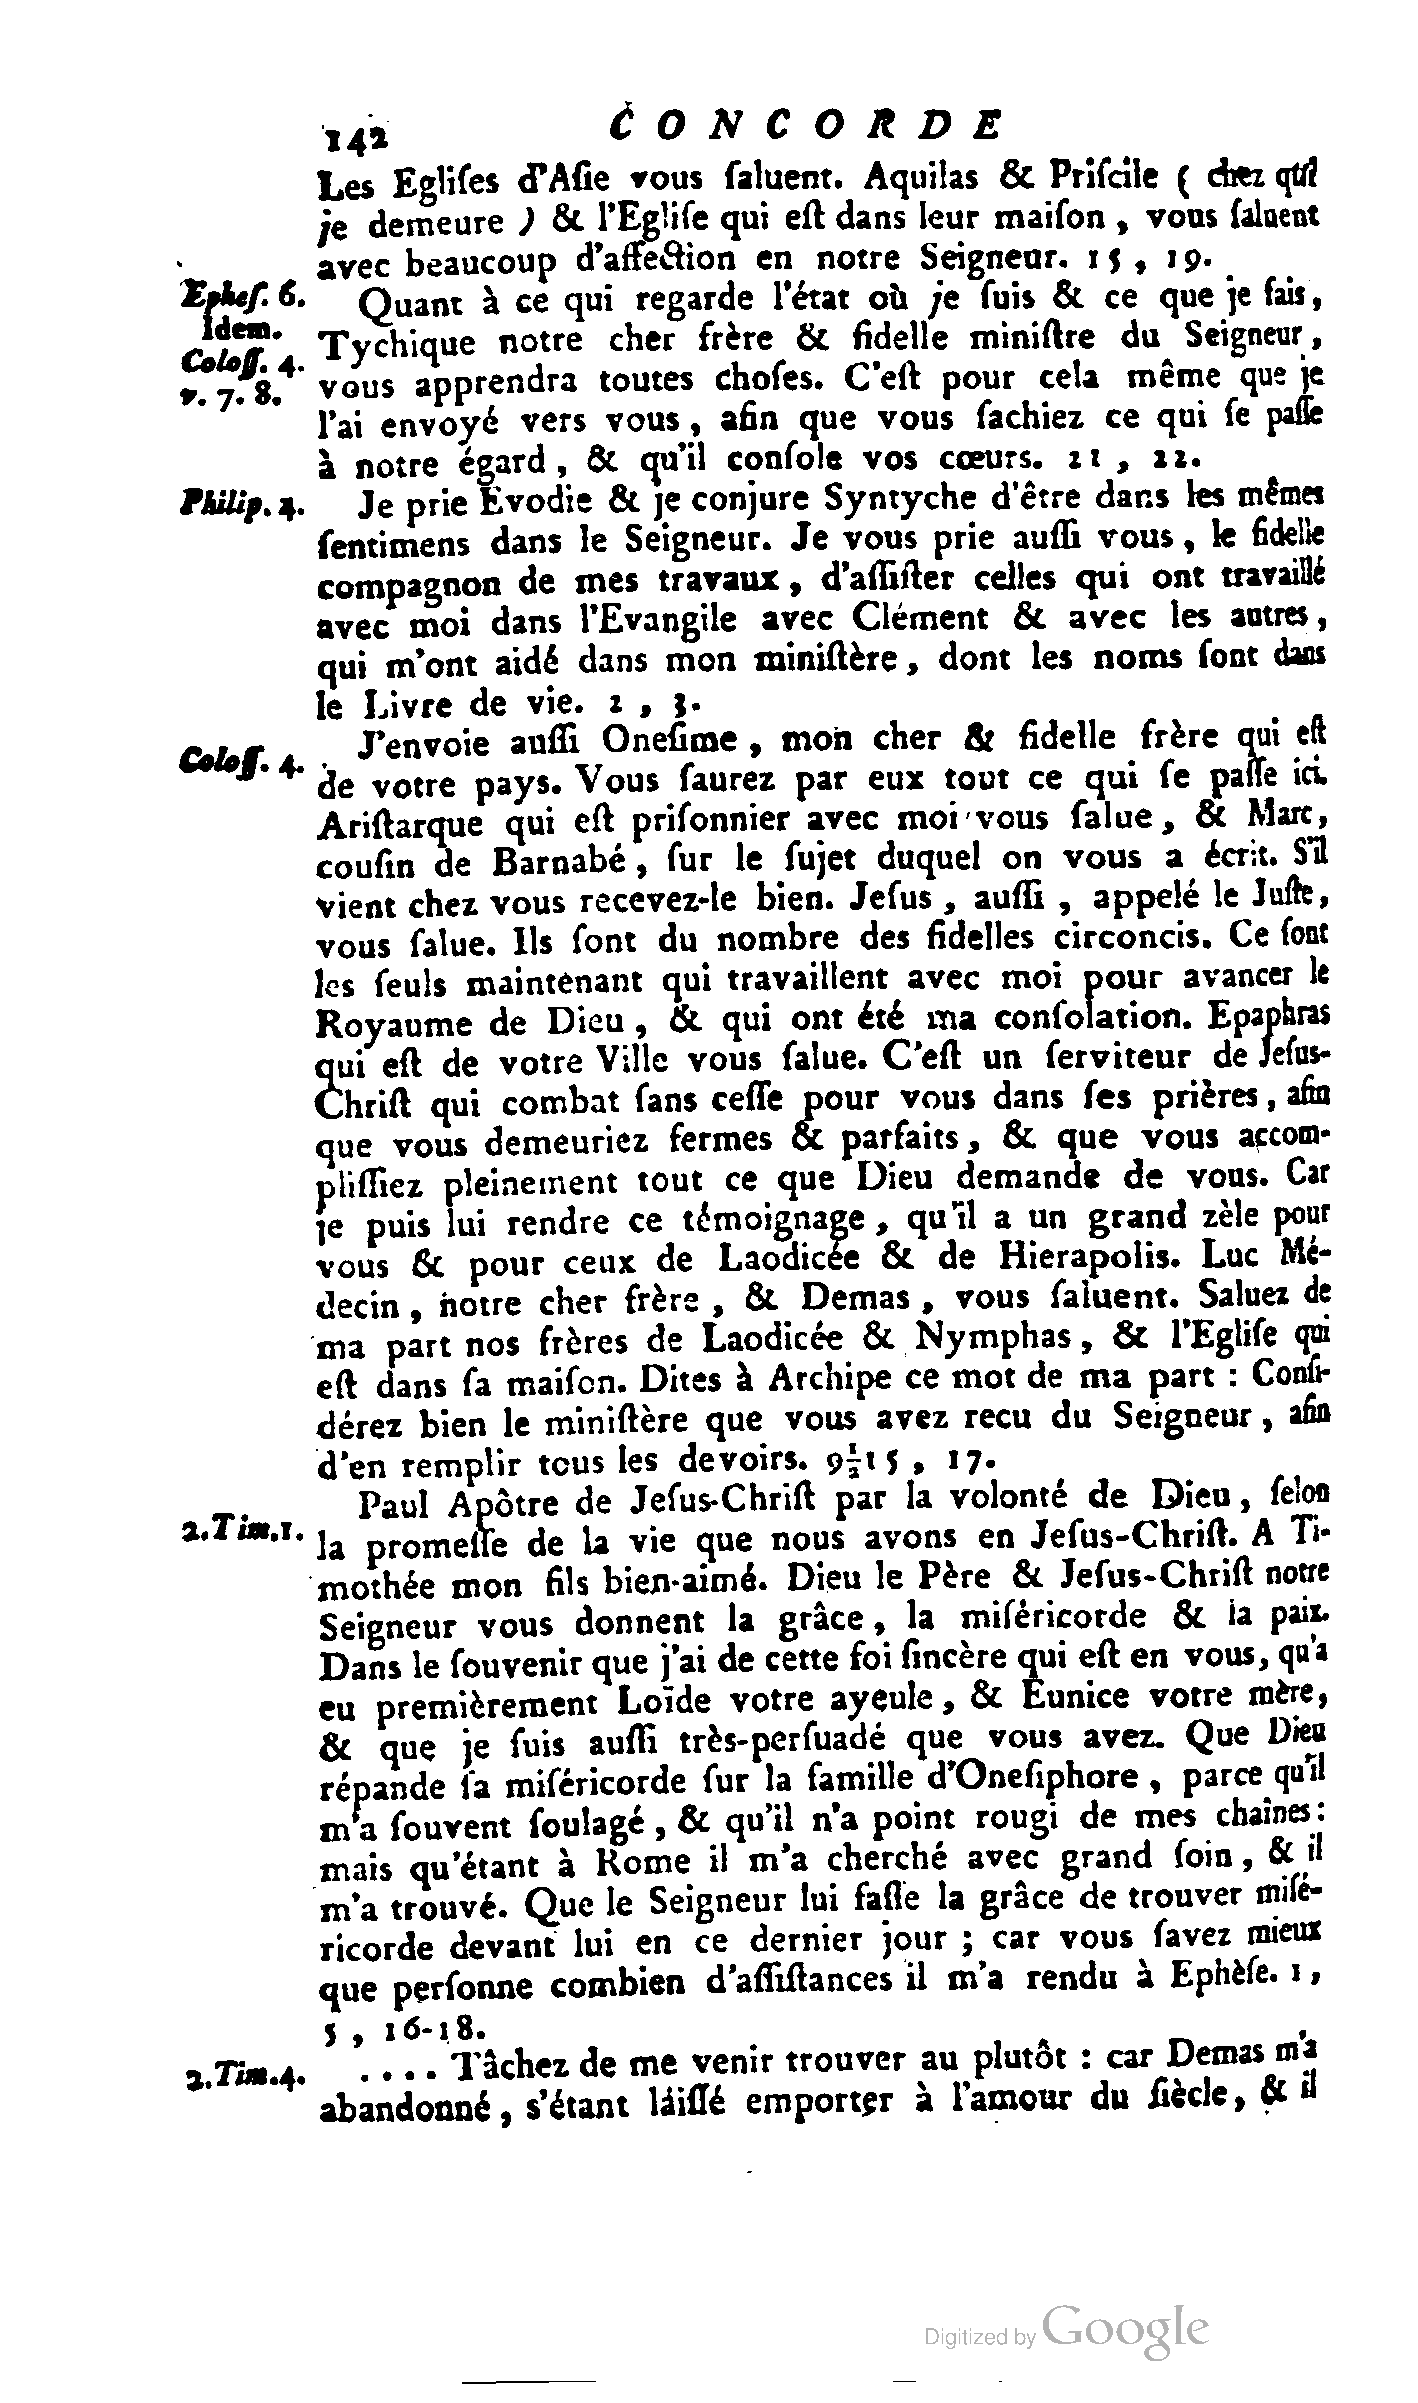 142 CONCORDE
Les Egliſes d'Aſie vous ſaluent. Aquilas & Priſcile ( chez qui
je demeure ) & l'Egliſe qui eſt dans leur maiſon , vous ſaluent
avec beaucoup d'affection en notre Seigneur. 15 , 19.
Epheſ. 6. Quant à ce qui regarde l'état où je ſuis & ce que je fais,
Idem. Tychique notre cher frère & fidelle miniſtre du Seigneur,
Coloſſ. 4. v. 7. 8. vous apprendra toutes choſes. C'eſt pour cela même que je
l'ai envoyé vers vous , afin que vous ſachiez ce qui ſe paſſe
à notre égard , & qu'il conſole vos cœurs. 21 , 22.
Philip. 4. Je prie Evodie & je conjure Syntyche d'être dans les mêmes
ſentimens dans le Seigneur. Je vous prie auſſi vous , le fidelle
compagnon de mes travaux , d'aſſiſter celles qui ont travaillé
avec moi dans l'Evangile avec Clément & avec les autres ,
qui m'ont aidé dans mon miniſtère , dont les noms ſont dans
le Livre de vie. 2 , 3.
Coloſſ. 4. J'envoie auſſi Oneſime , mon cher & fidelle frère qui eſt
de votre pays. Vous ſaurez par eux tout ce qui ſe paſſe ici.
Ariſtarque qui eſt priſonnier avec moi vous ſalue , & Marc,
couſin de Barnabé , ſur le ſujet duquel on vous a écrit. S'il
vient chez vous recevez-le bien. Jeſus , auſſi , appelé le Juſte,
vous ſalue. Ils ſont du nombre des fidelles circoncis. Ce ſont
les ſeuls maintenant qui travaillent avec moi pour avancer le
Royaume de Dieu , & qui ont été ma conſolation. Epaphras
qui eſt de votre Ville vous ſalue. C'eſt un ſerviteur de Jeſus-
Chriſt qui combat ſans ceſſe pour vous dans ſes prières , afin
que vous demeuriez fermes & parfaits , & que vous accom-
pliſſiez pleinement tout ce que Dieu demande de vous. Car
je puis lui rendre ce témoignage , qu'il a un grand zèle pour
vous & pour ceux de Laodicée & de Hierapolis. Luc Mé-
decin , notre cher frère , & Demas , vous ſaluent. Saluez de
ma part nos frères de Laodicée & Nymphas , & l'Egliſe qui
eſt dans ſa maiſon. Dites à Archipe ce mot de ma part : Conſi-
dérez bien le miniſtère que vous avez recu du Seigneur , afin
d'en remplir tous les devoirs. 9½15 , 17.
Paul Apôtre de Jeſus-Chriſt par la volonté de Dieu , ſelon
2.Tim.1. la promeſſe de la vie que nous avons en Jeſus-Chriſt. A Ti-
mothée mon fils bien-aimé. Dieu le Père & Jeſus-Chriſt notre
Seigneur vous donnent la grâce , la miſéricorde & la paix.
Dans le ſouvenir que j'ai de cette foi ſincère qui eſt en vous, qu'a
eu premièrement Loïde votre ayeule , & Eunice votre mère,
& que je ſuis auſſi très-perſuadé que vous avez. Que Dieu
répande ſa miſéricorde ſur la famille d'Oneſiphore , parce qu'il
m'a ſouvent ſoulagé , & qu'il n'a point rougi de mes chaînes:
mais qu'étant à Rome il m'a cherché avec grand ſoin , & il
m'a trouvé. Que le Seigneur lui faſſe la grâce de trouver miſé-
ricorde devant lui en ce dernier jour ; car vous ſavez mieux
que perſonne combien d'aſſiſtances il m'a rendu à Ephèſe. 1 ,
5 , 16-18.
2.Tim.4. . . . . Tâchez de me venir trouver au plutôt : car Demas m'a
abandonné , s'étant laiſſé emporter à l'amour du ſiècle , & il
Digitized by Google